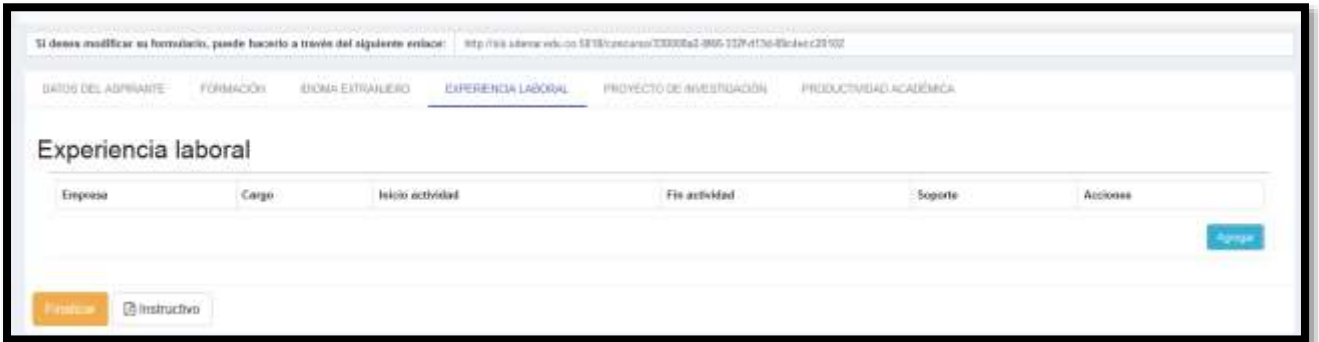 Si desea modificar su formulario, puede hacerlo a través del siguiente enlace:
DATOS DEL ASPIRANTE FORMACIÓN IDIOMA EXTRANJERO EXPERIENCIA LABORAL PROYECTO DE INVESTIGACIÓN PRODUCTIVIDAD ACADÉMICA
Experiencia laboral
Empresa Cargo Inicio actividad Fin actividad Soporte Acciones
Agregar
Finalizar Instructivo